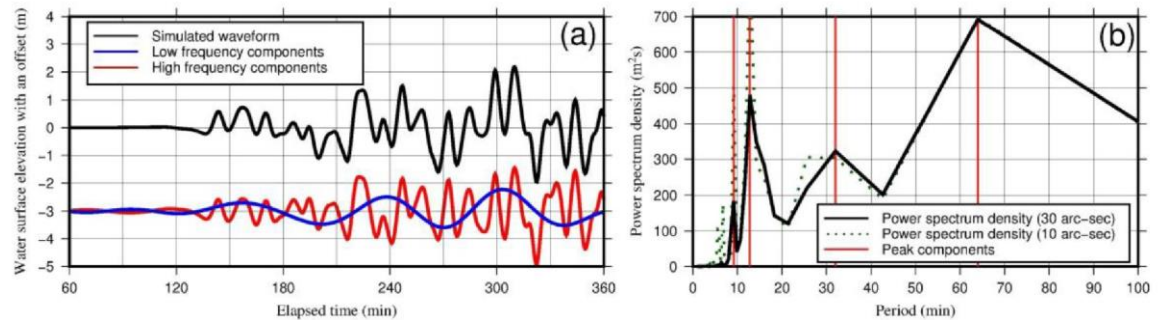 Water surface elevation with an offset (m)
4
3
2
1
0
−1
−2
−3
−4
−5
60
120
180
240
300
360
Elapsed time (min)
Simulated waveform
Low frequency components
High frequency components
(a)
Power spectrum density (m²s)
700
600
500
400
300
200
100
0
0 10 20 30 40 50 60 70 80 90 100
Period (min)
(b)
Power spectrum density (30 arc−sec)
Power spectrum density (10 arc−sec)
Peak components